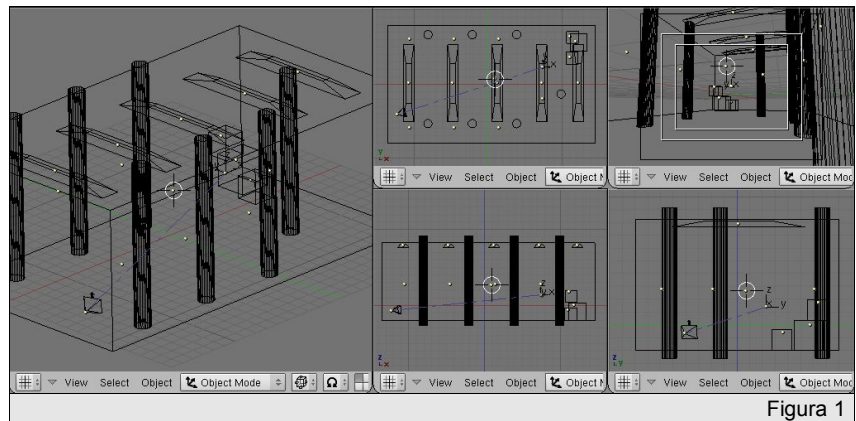 View Select Object Object Mode
View Select Object Object M
View Select Object Object Mod
View Select Object Object M
View Select Object Object Mod
x
Y
x
z
x
Z
x
z
y
Z
Y
Figura 1